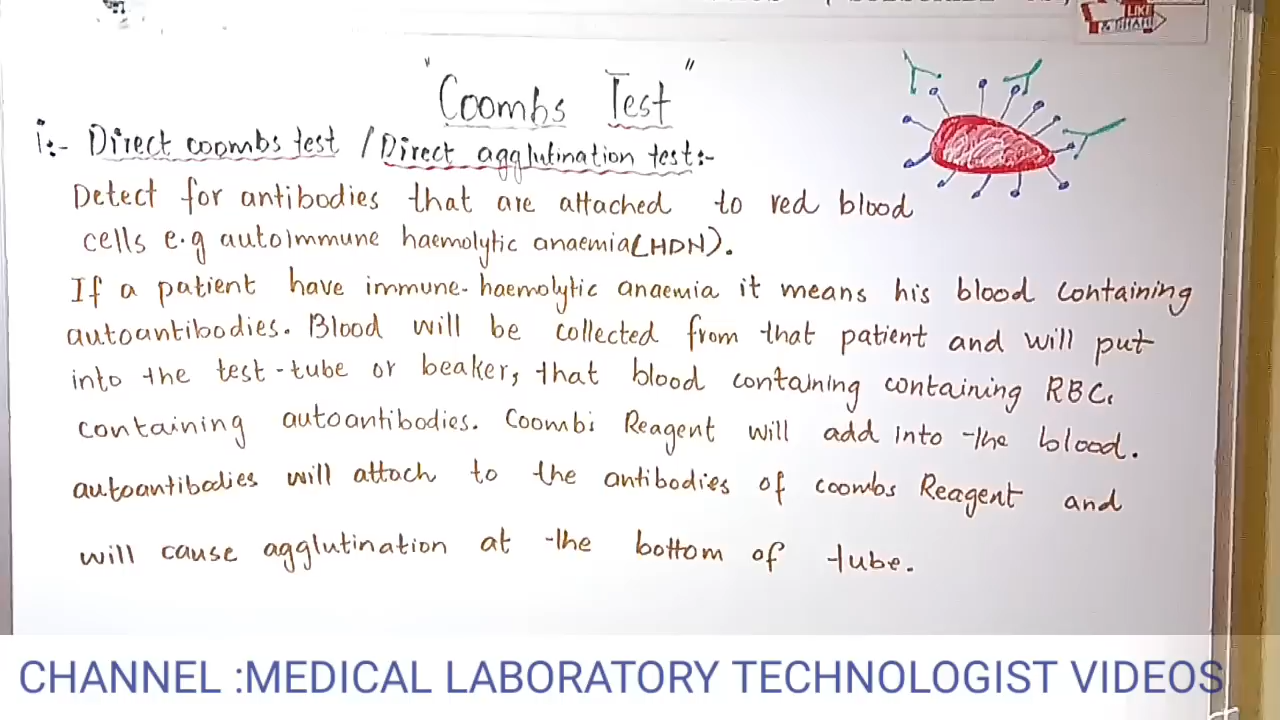 LIKE
& SHARE
"Coombs Test"
i:- Direct coombs test / Direct agglutination test:-
Detect for antibodies that are attached to red blood
cells e.g autoimmune haemolytic anaemia(HDN).
If a patient have immune-haemolytic anaemia it means his blood containing
autoantibodies. Blood will be collected from that patient and will put
into the test-tube or beaker, that blood containing containing RBC.
containing autoantibodies. Coombs Reagent will add into the blood.
autoantibodies will attach to the antibodies of coombs Reagent and
will cause agglutination at the bottom of tube.
CHANNEL :MEDICAL LABORATORY TECHNOLOGIST VIDEOS